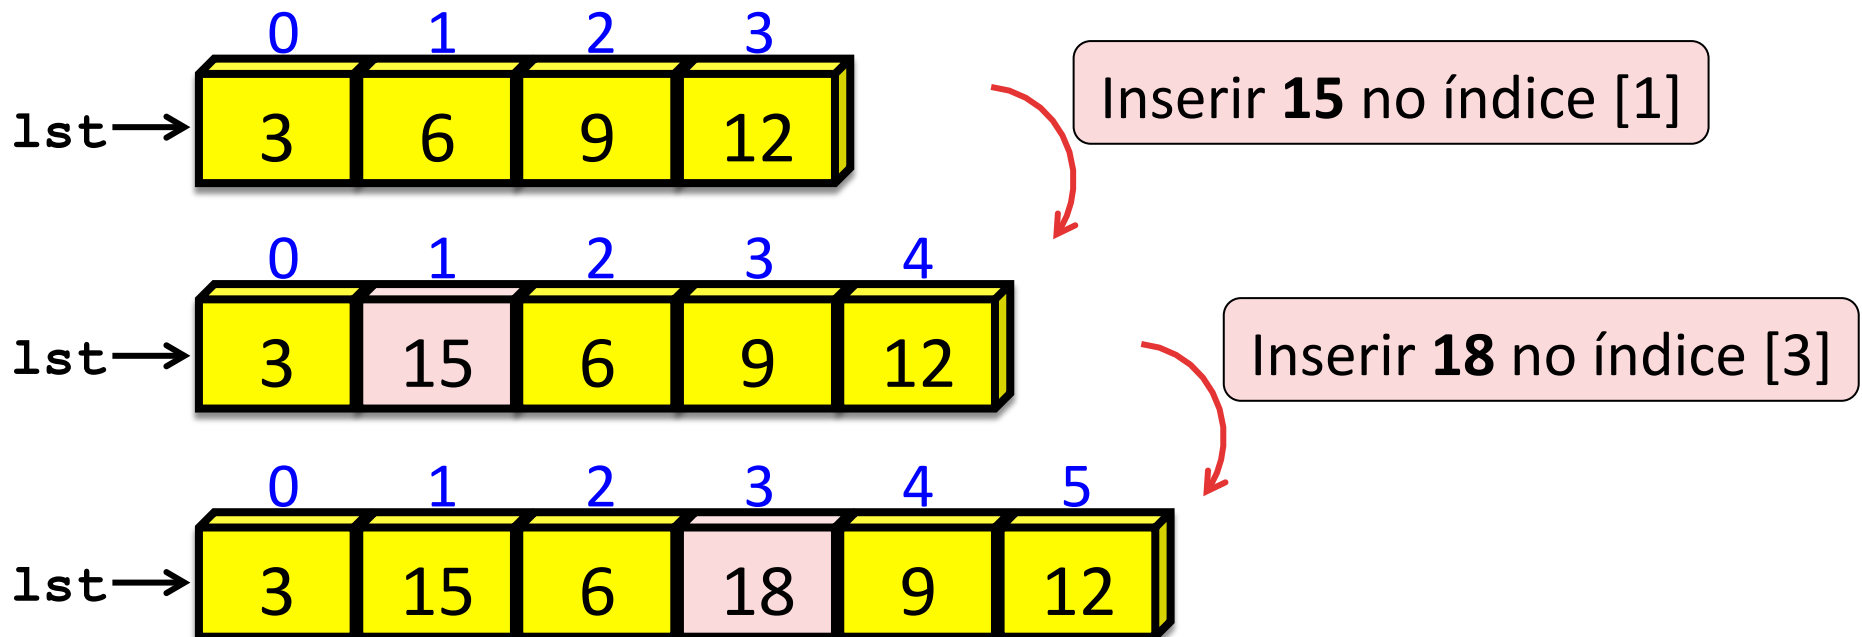 0 1 2 3
lst 3 6 9 12
Inserir 15 no índice [1]
0 1 2 3 4
lst 3 15 6 9 12
Inserir 18 no índice [3]
0 1 2 3 4 5
lst 3 15 6 18 9 12